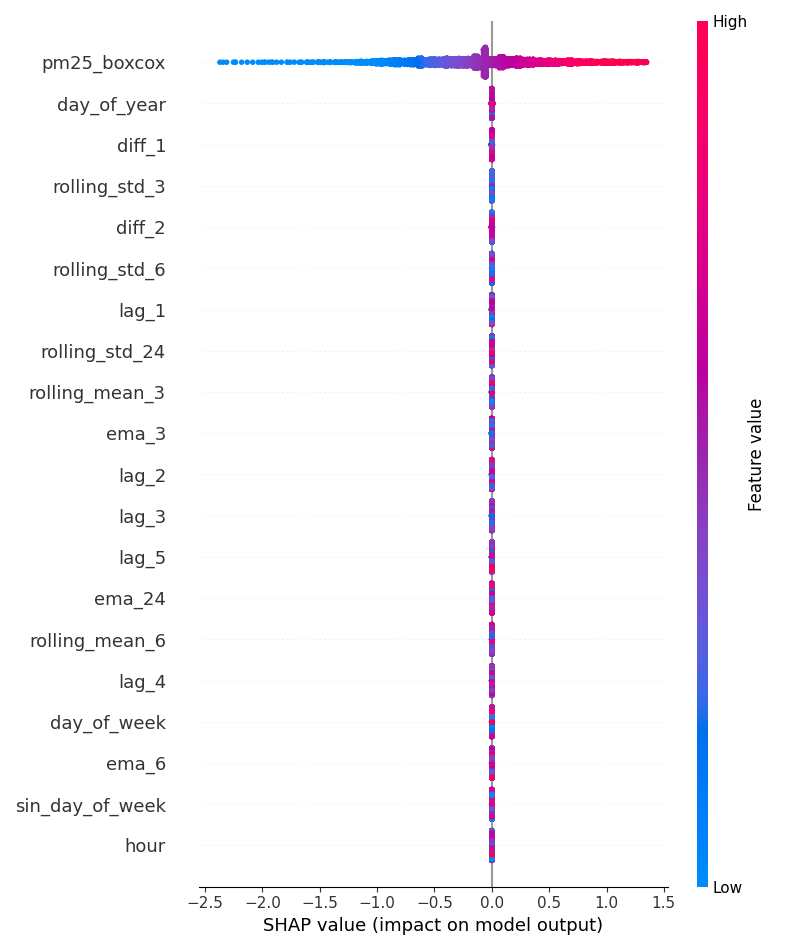 High
pm25_boxcox
day_of_year
diff_1
rolling_std_3
diff_2
rolling_std_6
lag_1
rolling_std_24
rolling_mean_3
ema_3
lag_2
lag_3
lag_5
ema_24
rolling_mean_6
lag_4
day_of_week
ema_6
sin_day_of_week
hour
Feature value
Low
−2.5 −2.0 −1.5 −1.0 −0.5 0.0 0.5 1.0 1.5
SHAP value (impact on model output)